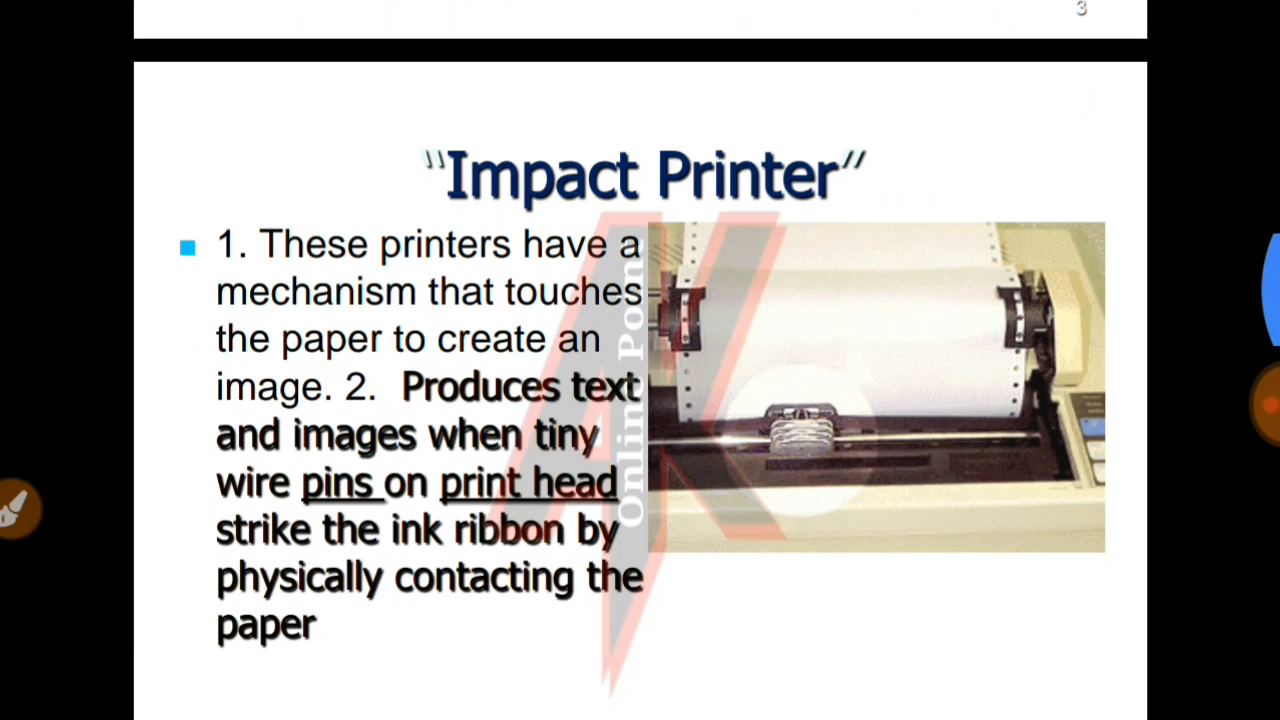 3
"Impact Printer"
1. These printers have a
mechanism that touches
the paper to create an
image. 2. Produces text
and images when tiny
wire pins on print head
strike the ink ribbon by
physically contacting the
paper
AK
Online Point